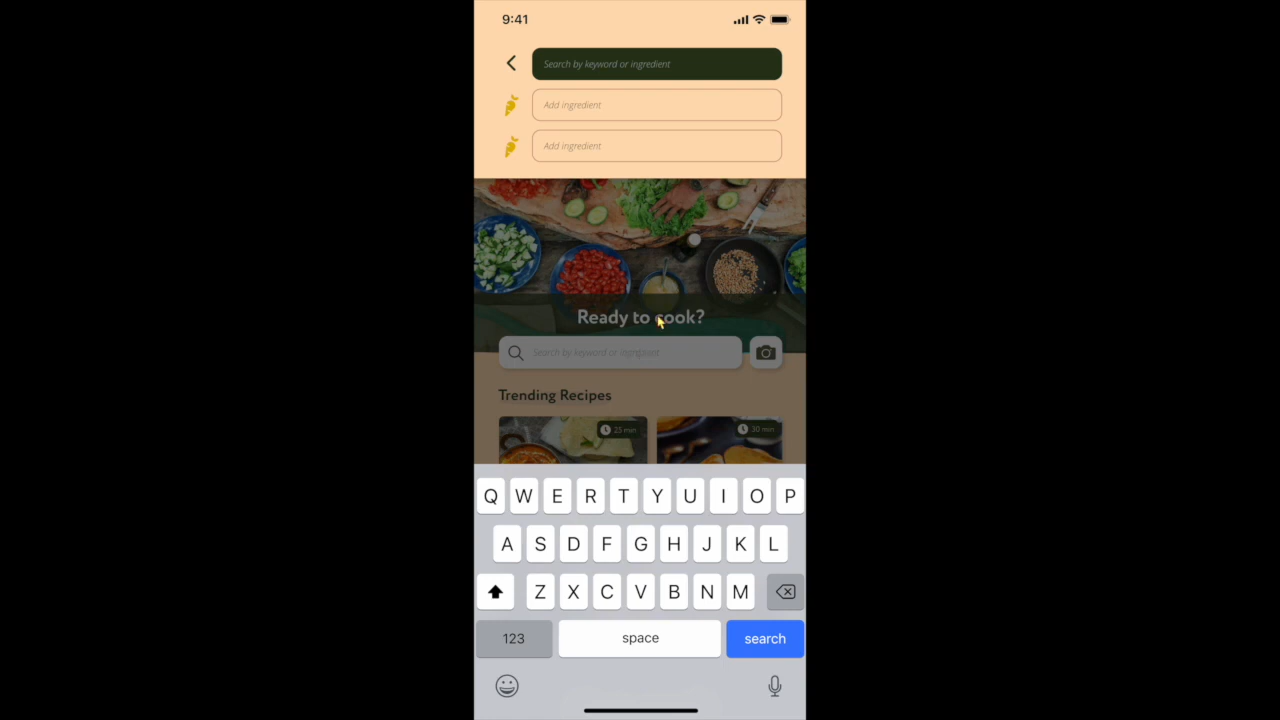 9:41
Search by keyword or ingredient
Add ingredient
Add ingredient
Ready to cook?
Search by keyword or ingredient
Trending Recipes
25 min
30 min
Q W E R T Y U I O P
A S D F G H J K L
Z X C V B N M
123 space search